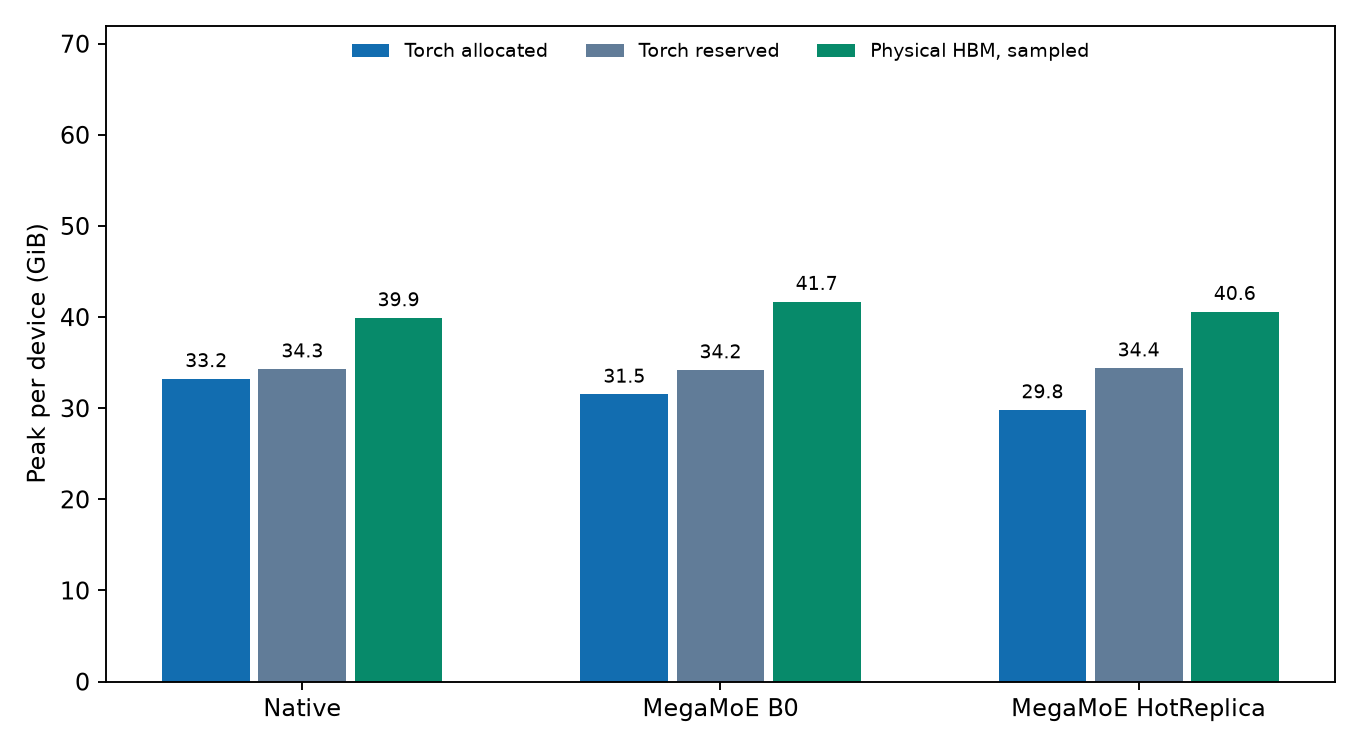 Torch allocated Torch reserved Physical HBM, sampled
Peak per device (GiB)
70
60
50
40
30
20
10
0
33.2 34.3 39.9
31.5 34.2 41.7
29.8 34.4 40.6
Native MegaMoE B0 MegaMoE HotReplica